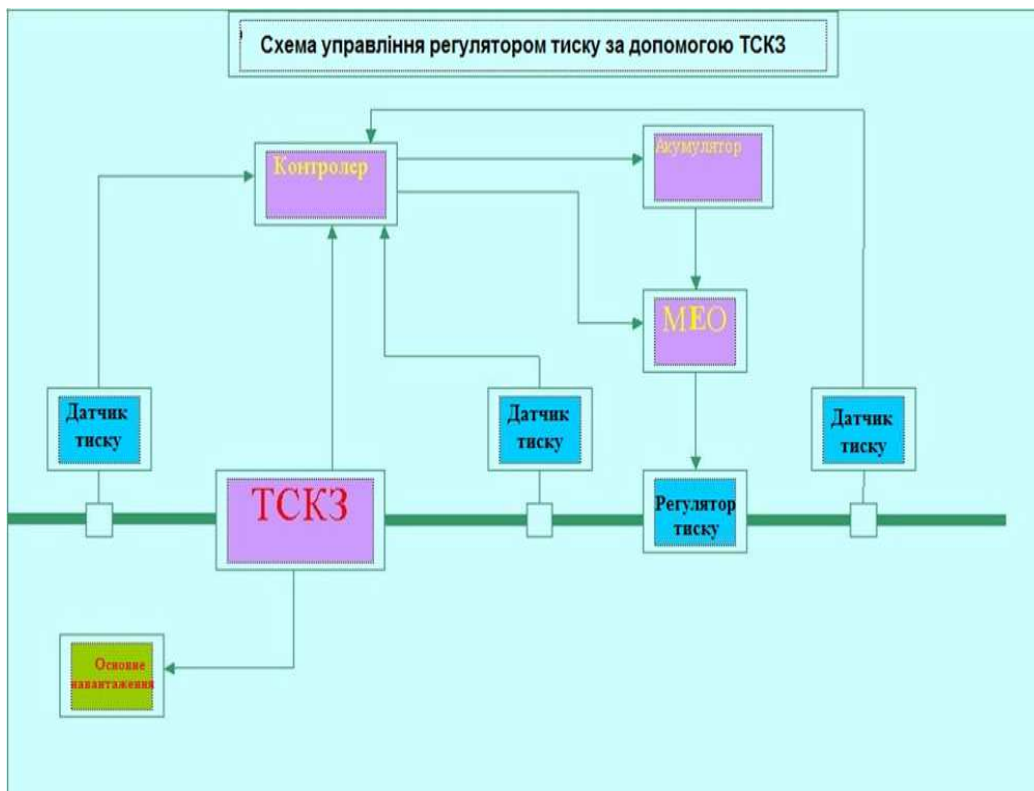 Схема управління регулятором тиску за допомогою ТСКЗ
Контролер
Акумулятор
МЕО
Датчик
тиску
Датчик
тиску
Датчик
тиску
ТСКЗ
Регулятор
тиску
Основне
навантаження